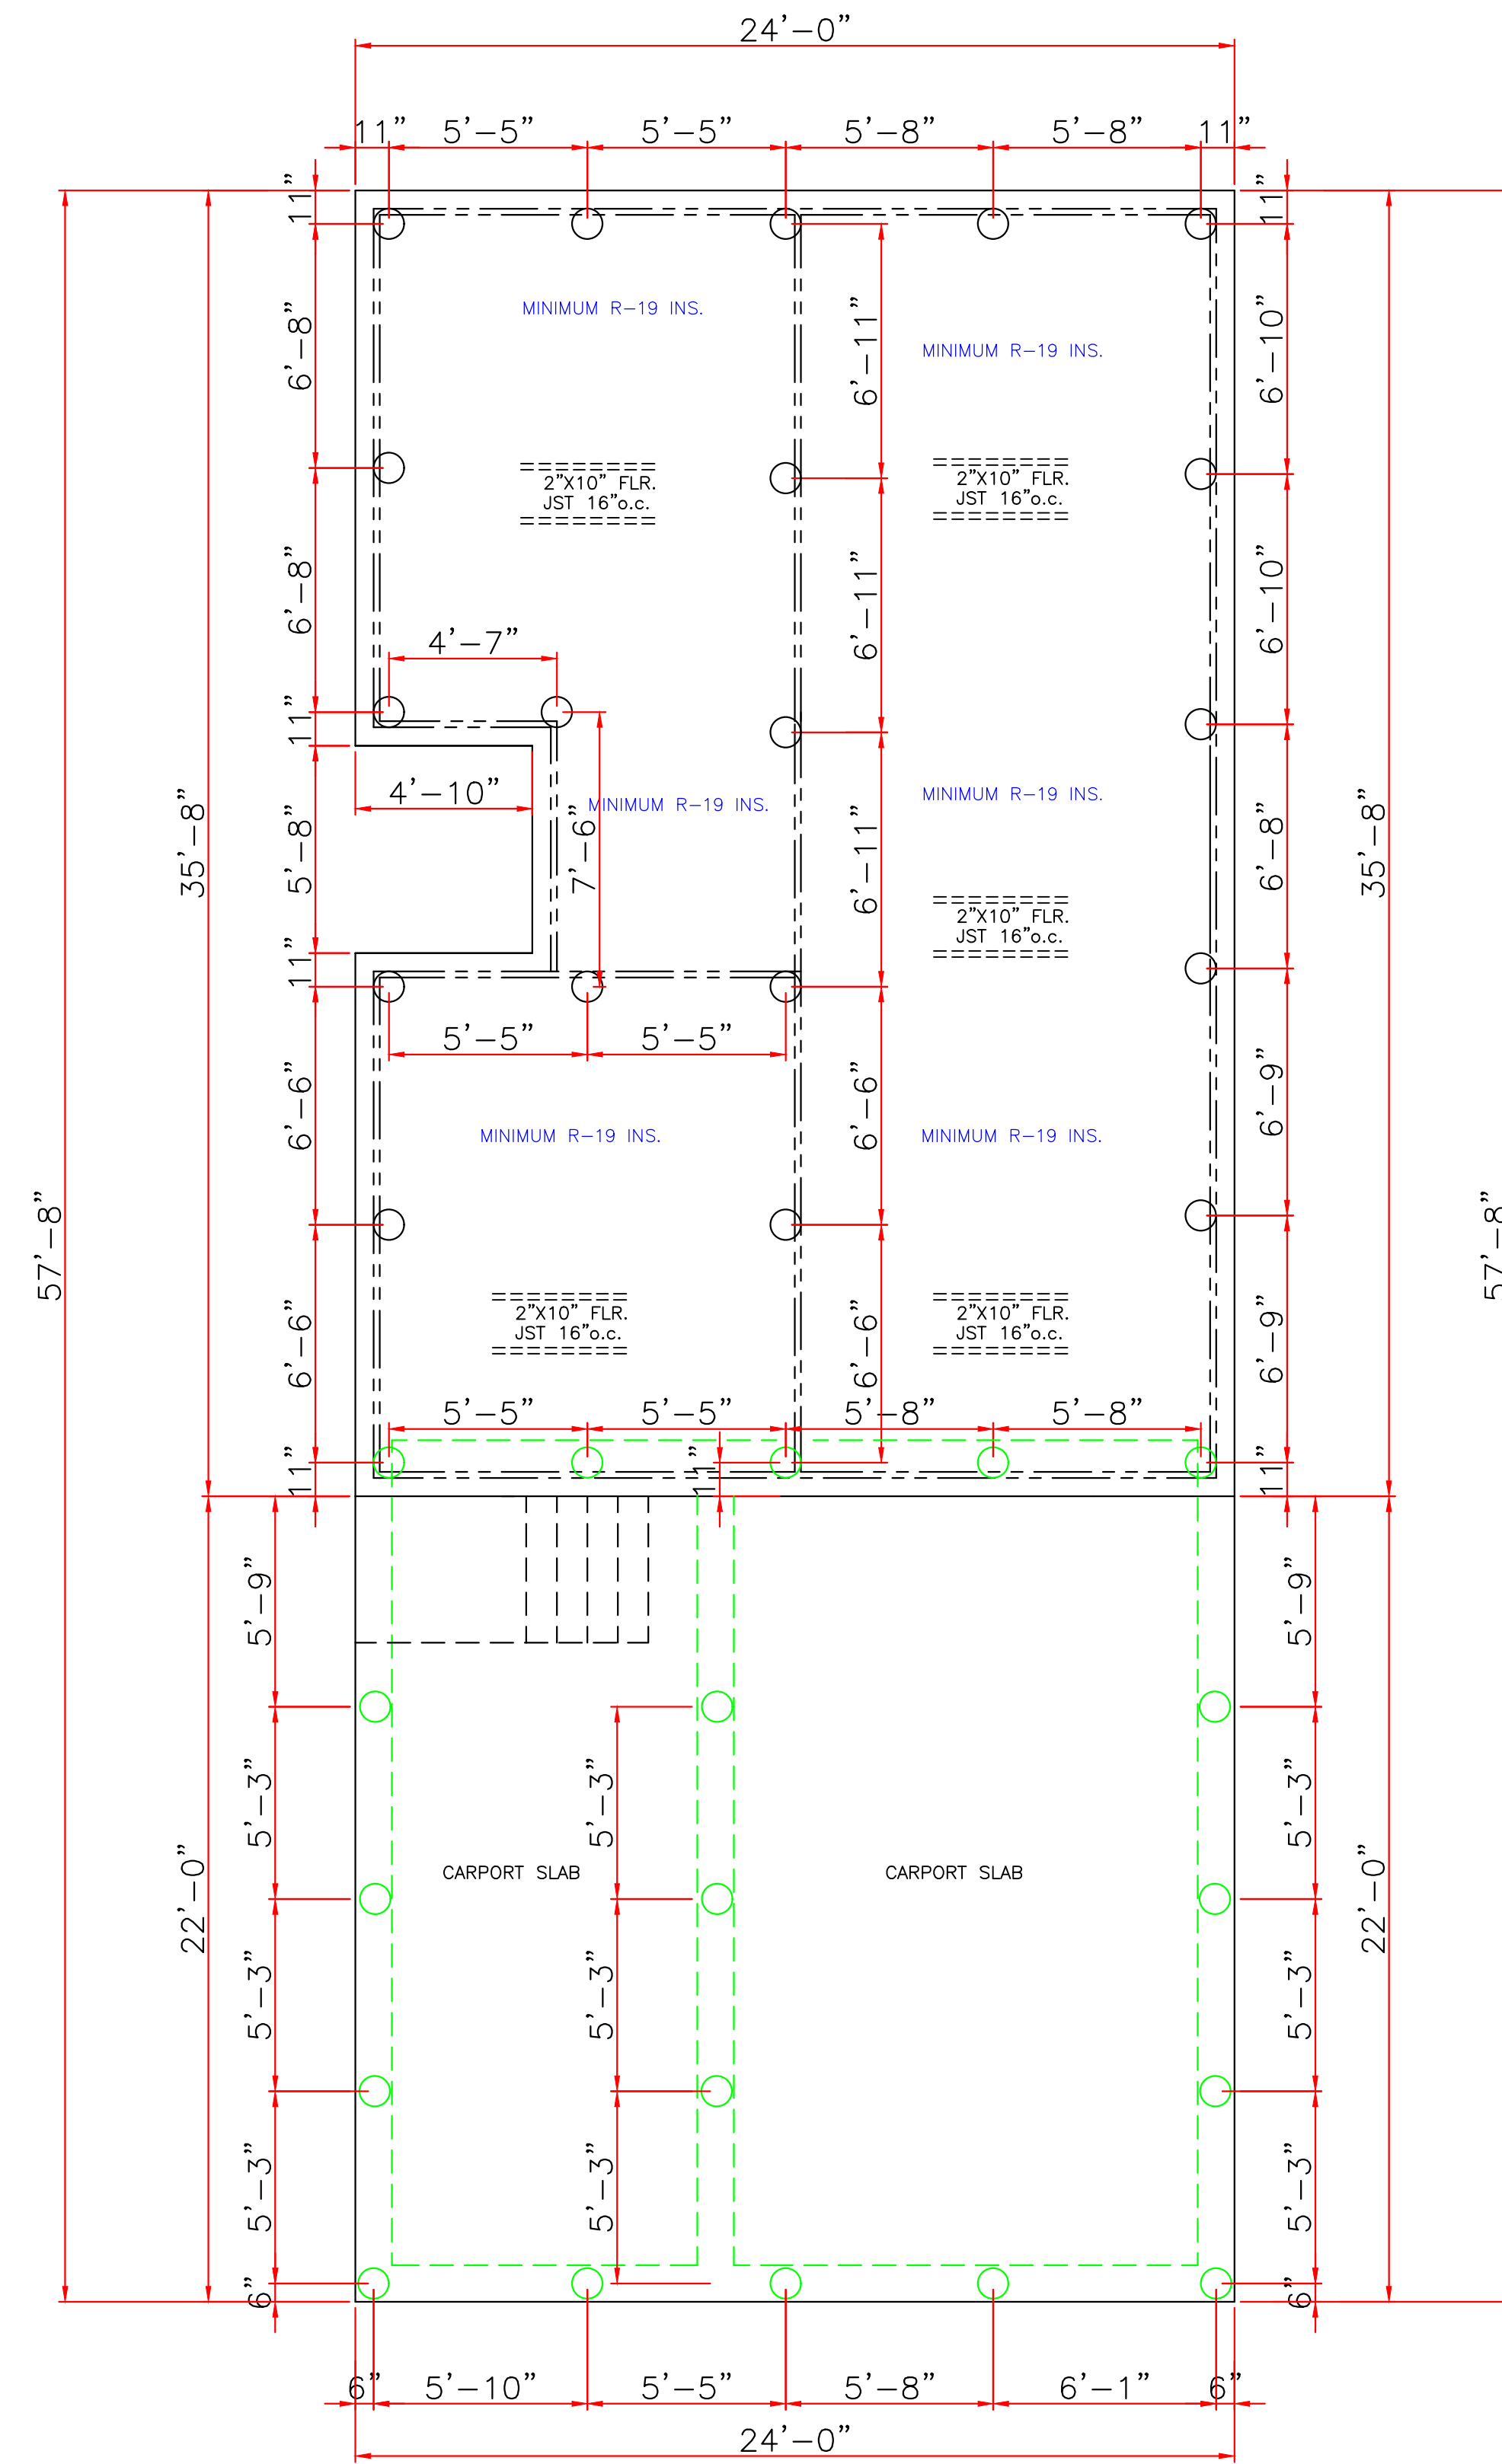 24'-0"
11" 5'-5" 5'-5" 5'-8" 5'-8" 11"
11" 11"
MINIMUM R-19 INS.
6'-8" 6'-11" 6'-10"
MINIMUM R-19 INS.
2"X10" FLR. 2"X10" FLR.
JST 16"o.c. JST 16"o.c.
6'-8" 6'-11" 6'-10"
4'-7"
11"
4'-10"
MINIMUM R-19 INS. MINIMUM R-19 INS.
35'-8" 5'-8" 7'-6" 6'-11" 6'-8" 35'-8"
2"X10" FLR.
JST 16"o.c.
11"
5'-5" 5'-5"
6'-6" 6'-6" 6'-9"
MINIMUM R-19 INS. MINIMUM R-19 INS.
57'-8" 57'-8"
2"X10" FLR. 2"X10" FLR.
JST 16"o.c. JST 16"o.c.
6'-6" 6'-6" 6'-9"
5'-5" 5'-5" 5'-8" 5'-8"
11" 11" 11"
5'-9" 5'-9"
5'-3" 5'-3" 5'-3"
CARPORT SLAB CARPORT SLAB
22'-0" 22'-0"
5'-3" 5'-3" 5'-3"
5'-3" 5'-3" 5'-3"
6" 6"
6" 5'-10" 5'-5" 5'-8" 6'-1" 6"
24'-0"